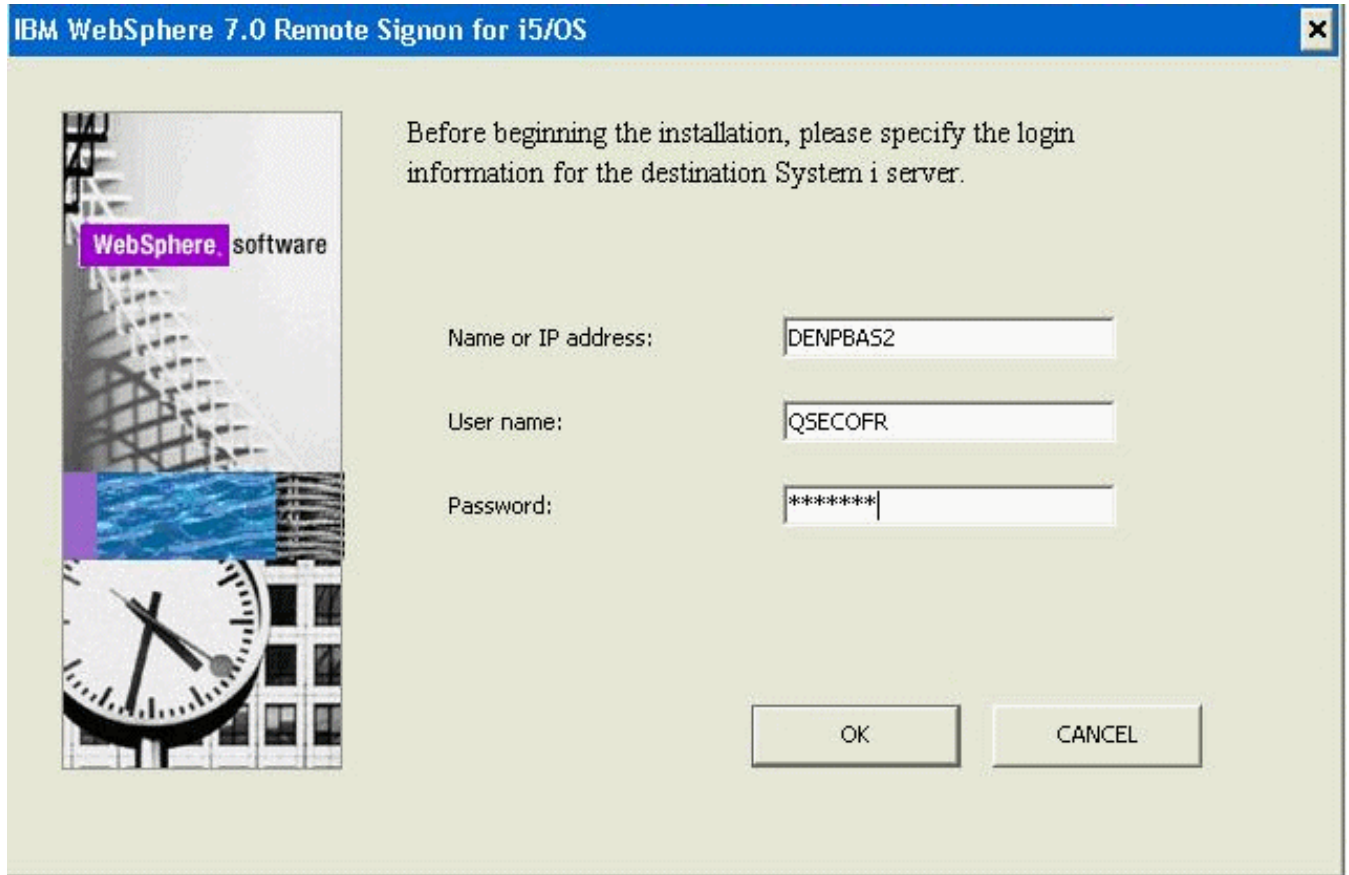 IBM WebSphere 7.0 Remote Signon for i5/OS
Before beginning the installation, please specify the login
information for the destination System i server.
WebSphere. software
Name or IP address: DENPBAS2
User name: QSECOFR
Password: *******
OK CANCEL